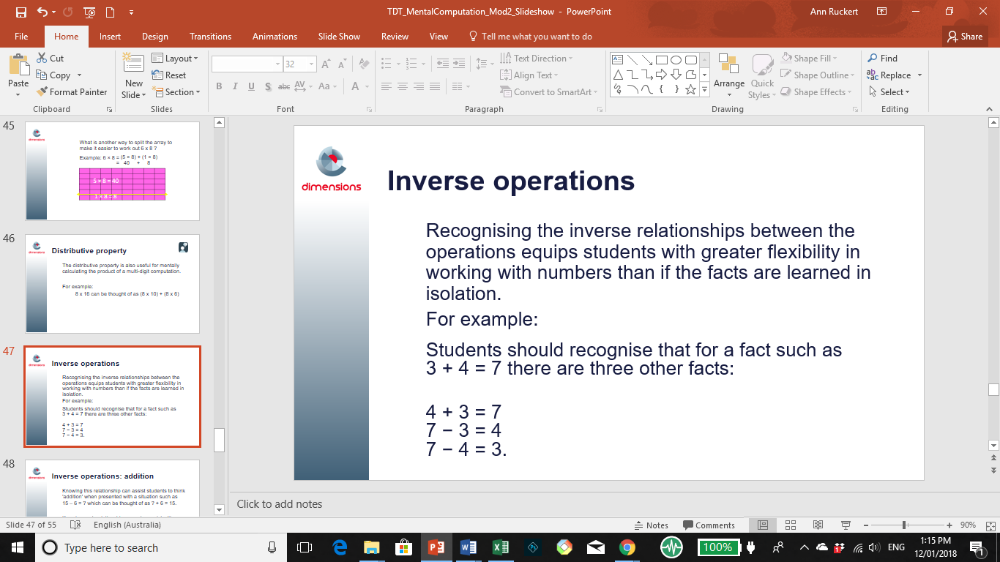 TDT_MentalComputation_Mod2_Slideshow - PowerPoint
Ann Ruckert
File Home Insert Design Transitions Animations Slide Show Review View Tell me what you want to do Share
Paste
Cut
Copy
Format Painter
Clipboard
New Slide
Layout
Reset
Section
Slides
32
B I U S abc AV Aa A
Font
Text Direction
Align Text
Convert to SmartArt
Paragraph
Arrange
Quick Styles
Shape Fill
Shape Outline
Shape Effects
Drawing
Find
Replace
Select
Editing
45
dimensions
What is another way to split the array to
make it easier to work out 6 x 8 ?
Example: 6 × 8 = (5 × 8) + (1 × 8)
= 40 + 8
5 × 8 = 40
1 × 8 = 8
46
dimensions
Distributive property
The distributive property is also useful for mentally
calculating the product of a multi-digit computation.
For example:
8 x 16 can be thought of as (8 x 10) + (8 x 6)
47
dimensions
Inverse operations
Recognising the inverse relationships between the
operations equips students with greater flexibility in
working with numbers than if the facts are learned in
isolation.
For example:
Students should recognise that for a fact such as
3 + 4 = 7 there are three other facts:
4 + 3 = 7
7 − 3 = 4
7 − 4 = 3.
48
dimensions
Inverse operations: addition
Knowing this relationship can assist students to think
'addition' when presented with a situation such as
15 – 6 = ? which can be thought of as ? + 6 = 15.
dimensions
Inverse operations
Recognising the inverse relationships between the
operations equips students with greater flexibility in
working with numbers than if the facts are learned in
isolation.
For example:
Students should recognise that for a fact such as
3 + 4 = 7 there are three other facts:
4 + 3 = 7
7 − 3 = 4
7 − 4 = 3.
Click to add notes
Slide 47 of 55 English (Australia) Notes Comments 90%
Type here to search
100%
ENG
1:15 PM
12/01/2018
1